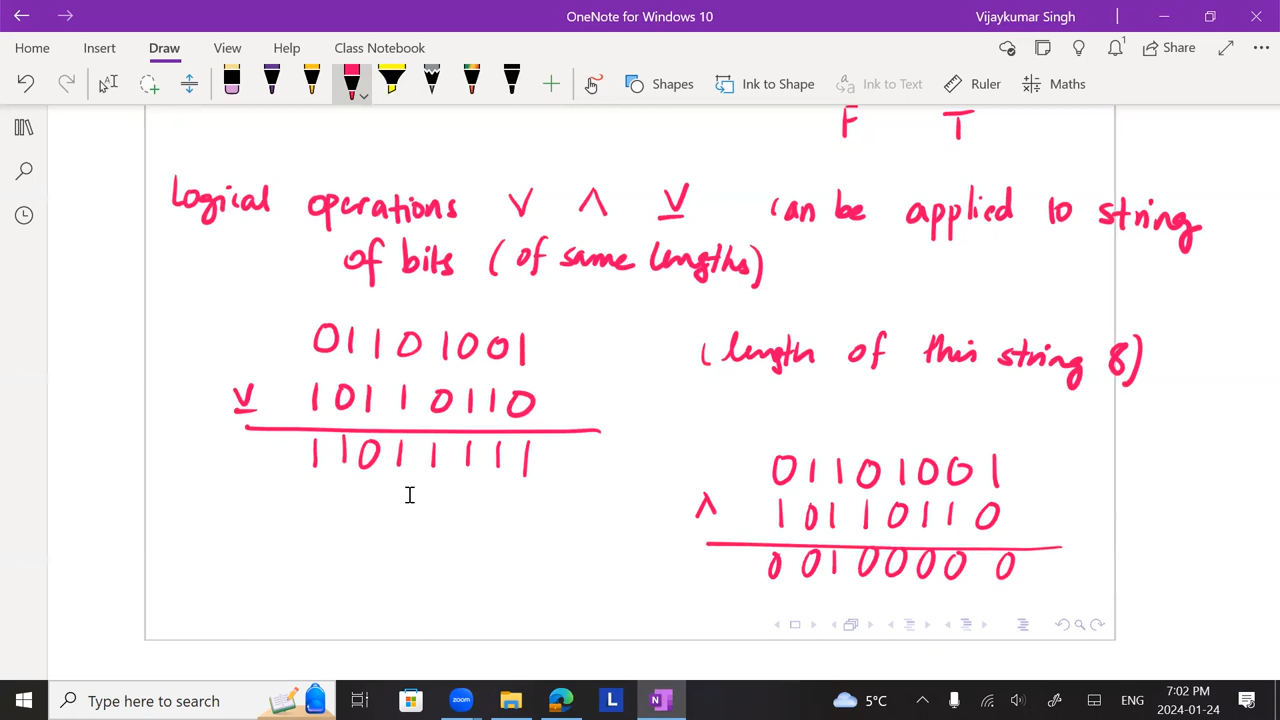 OneNote for Windows 10
Vijaykumar Singh
Home Insert Draw View Help Class Notebook
1 Share
Shapes Ink to Shape Ink to Text Ruler Maths
F T
Logical operations ∨ ∧ ⊻ can be applied to string
of bits (of same lengths)
01101001
(length of this string 8)
⊻ 10110110
11011111
01101001
∧ 10110110
00100000
Type here to search
zoom L N
5°C
ENG
7:02 PM
2024-01-24